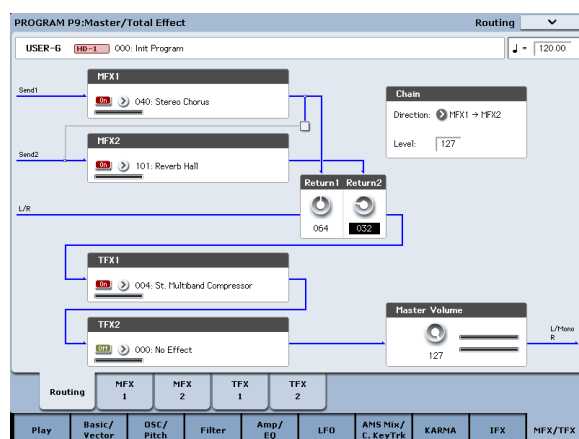 PROGRAM P9:Master/Total Effect Routing
USER-G HD-1 000: Init Program ♩ = 120.00
MFX1
Send1
On 040: Stereo Chorus
Chain
Direction: MFX1 → MFX2
Level: 127
MFX2
Send2
On 101: Reverb Hall
Return1 Return2
064 032
L/R
TFX1
On 004: St. Multiband Compressor
TFX2
Off 000: No Effect
Master Volume
127
L/Mono
R
Routing MFX 1 MFX 2 TFX 1 TFX 2
Play Basic/ Vector OSC/ Pitch Filter Amp/ EQ LFO AMS Mix/ C. KeyTrk KARMA IFX MFX/TFX